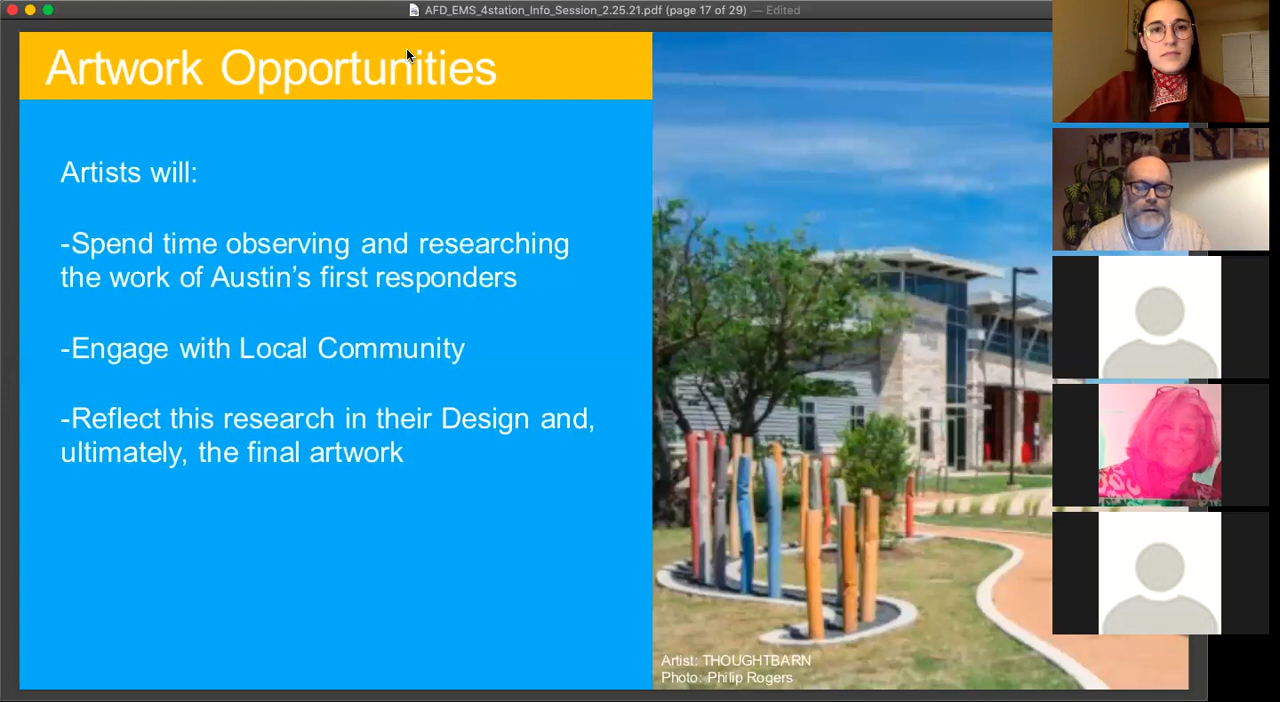 AFD_EMS_4station_Info_Session_2.25.21.pdf (page 17 of 29) — Edited
Artwork Opportunities
Artists will:
-Spend time observing and researching
the work of Austin’s first responders
-Engage with Local Community
-Reflect this research in their Design and,
ultimately, the final artwork
Artist: THOUGHTBARN
Photo: Philip Rogers